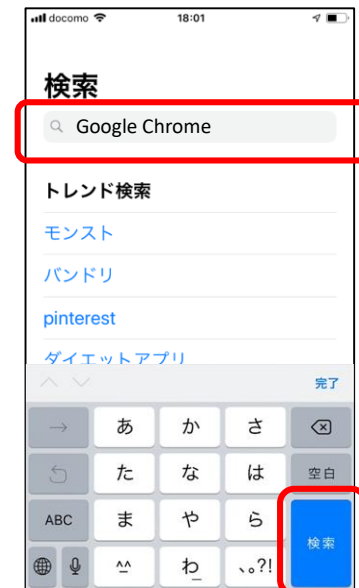 docomo 18:01
検索
Google Chrome
トレンド検索
モンスト
バンドリ
pinterest
ダイエットアプリ
完了
→ あ か さ
た な は 空白
ABC ま や ら 検索
^^ わ_ 、。?!